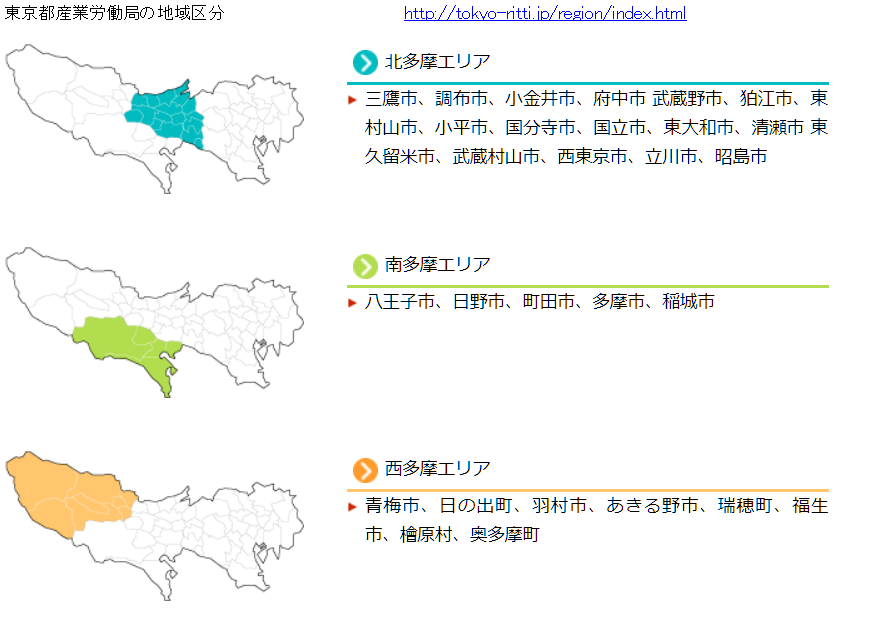 東京都産業労働局の地域区分 http://tokyo-ritti.jp/region/index.html
北多摩エリア
三鷹市、調布市、小金井市、府中市 武蔵野市、狛江市、東
村山市、小平市、国分寺市、国立市、東大和市、清瀬市 東
久留米市、武蔵村山市、西東京市、立川市、昭島市
南多摩エリア
八王子市、日野市、町田市、多摩市、稲城市
西多摩エリア
青梅市、日の出町、羽村市、あきる野市、瑞穂町、福生
市、檜原村、奥多摩町